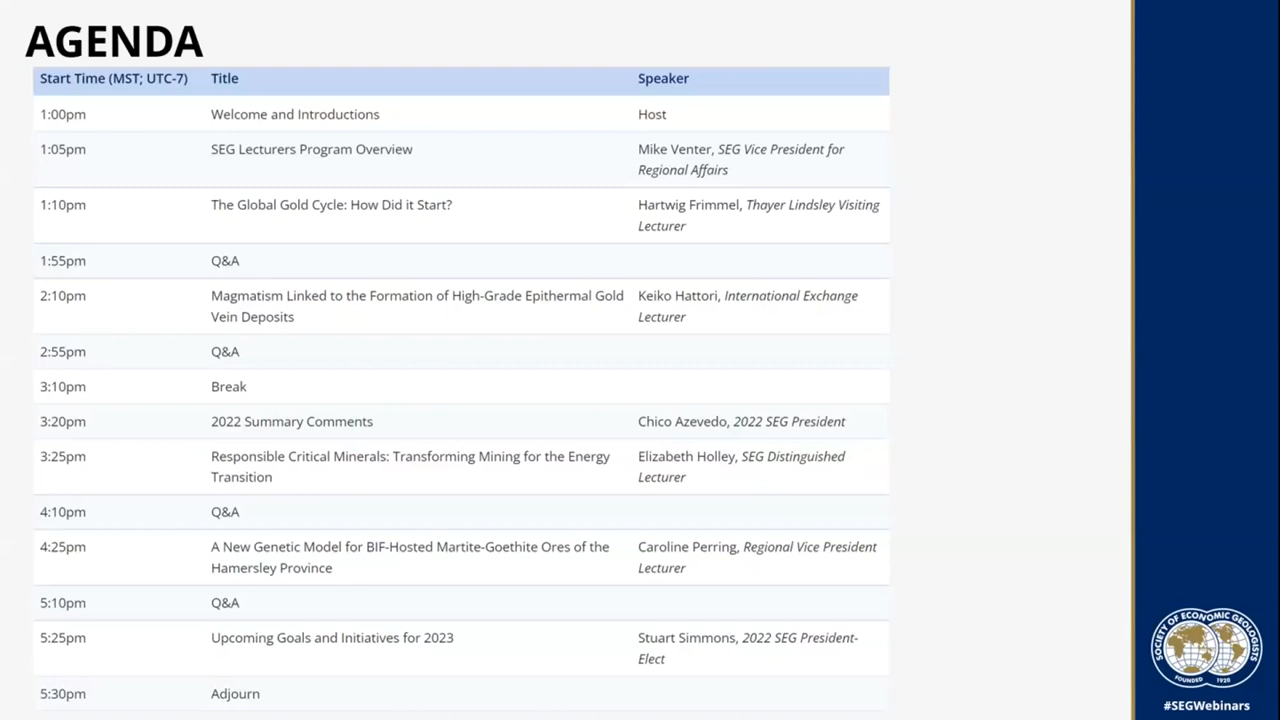 AGENDA
Start Time (MST; UTC-7) Title Speaker
1:00pm Welcome and Introductions Host
1:05pm SEG Lecturers Program Overview Mike Venter, SEG Vice President for
Regional Affairs
1:10pm The Global Gold Cycle: How Did it Start? Hartwig Frimmel, Thayer Lindsley Visiting
Lecturer
1:55pm Q&A
2:10pm Magmatism Linked to the Formation of High-Grade Epithermal Gold Keiko Hattori, International Exchange
Vein Deposits Lecturer
2:55pm Q&A
3:10pm Break
3:20pm 2022 Summary Comments Chico Azevedo, 2022 SEG President
3:25pm Responsible Critical Minerals: Transforming Mining for the Energy Elizabeth Holley, SEG Distinguished
Transition Lecturer
4:10pm Q&A
4:25pm A New Genetic Model for BIF-Hosted Martite-Goethite Ores of the Caroline Perring, Regional Vice President
Hamersley Province Lecturer
5:10pm Q&A
5:25pm Upcoming Goals and Initiatives for 2023 Stuart Simmons, 2022 SEG President-
Elect
5:30pm Adjourn
SOCIETY OF ECONOMIC GEOLOGISTS
FOUNDED 1920
#SEGWebinars